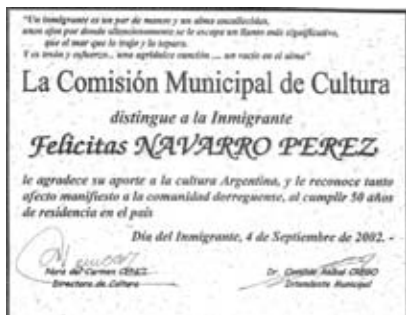 "Un inmigrante es un par de manos y un alma encallecidas,
unos ojos por donde silenciosamente se le escapa un llanto más significativo,
que el mar que lo trajo y lo separa.
Y es tesón y esfuerzo... una agridulce canción .... un vacío en el alma"
La Comisión Municipal de Cultura
distingue a la Inmigrante
Felicitas NAVARRO PEREZ
le agradece su aporte a la cultura Argentina, y le reconoce tanto
afecto manifiesto a la comunidad dorreguense, al cumplir 50 años
de residencia en el país
Día del Inmigrante, 4 de Septiembre de 2002. -
Nora del Carmen
Dr. Aníbal CREGO
Directora de Cultura
Intendente Municipal